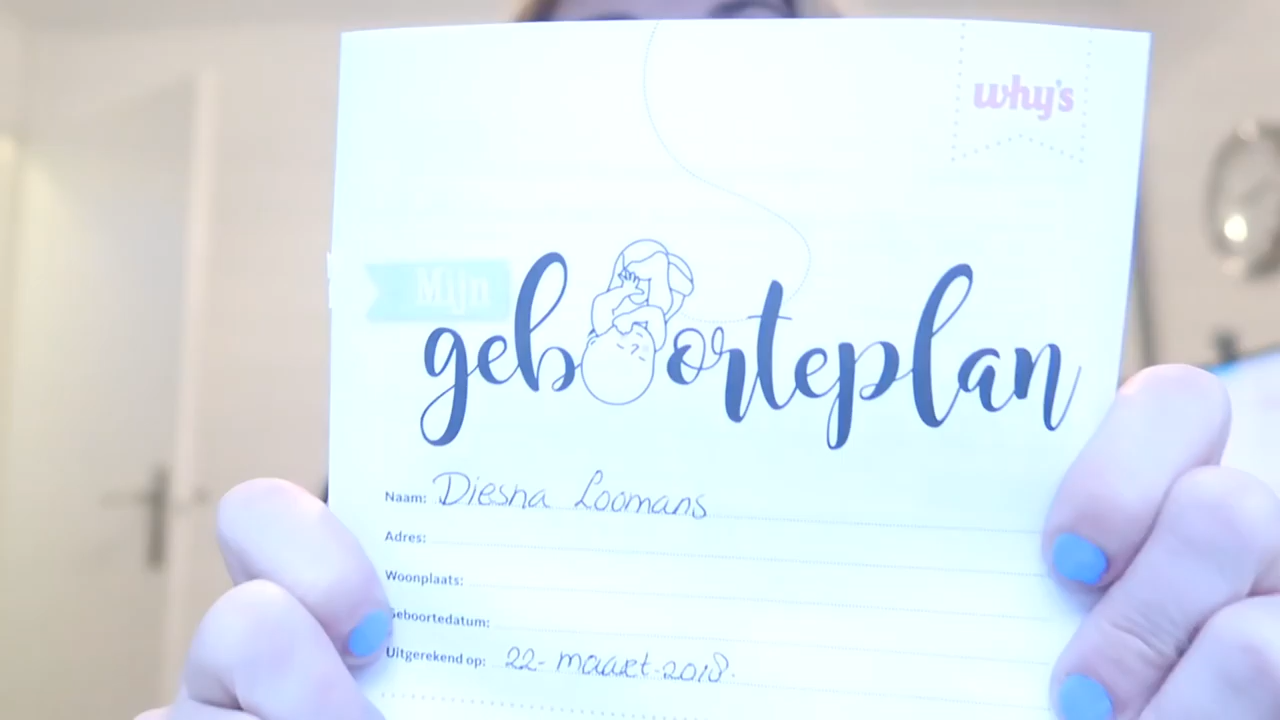 why's
Mijn
geboorteplan
Naam: Diesna Loomans
Adres:
Woonplaats:
Geboortedatum:
Uitgerekend op: 22- maart-2018.